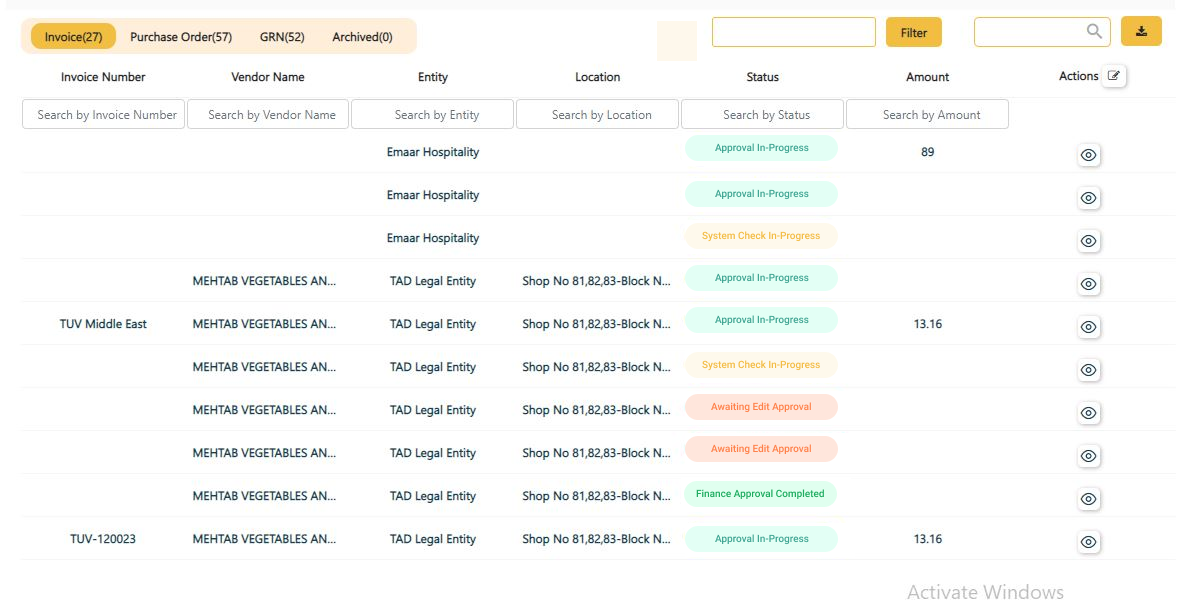 Invoice(27) Purchase Order(57) GRN(52) Archived(0) Filter
Invoice Number Vendor Name Entity Location Status Amount Actions
Search by Invoice Number Search by Vendor Name Search by Entity Search by Location Search by Status Search by Amount
Emaar Hospitality Approval In-Progress 89
Emaar Hospitality Approval In-Progress
Emaar Hospitality System Check In-Progress
MEHTAB VEGETABLES AN... TAD Legal Entity Shop No 81,82,83-Block N... Approval In-Progress
TUV Middle East MEHTAB VEGETABLES AN... TAD Legal Entity Shop No 81,82,83-Block N... Approval In-Progress 13.16
MEHTAB VEGETABLES AN... TAD Legal Entity Shop No 81,82,83-Block N... System Check In-Progress
MEHTAB VEGETABLES AN... TAD Legal Entity Shop No 81,82,83-Block N... Awaiting Edit Approval
MEHTAB VEGETABLES AN... TAD Legal Entity Shop No 81,82,83-Block N... Awaiting Edit Approval
MEHTAB VEGETABLES AN... TAD Legal Entity Shop No 81,82,83-Block N... Finance Approval Completed
TUV-120023 MEHTAB VEGETABLES AN... TAD Legal Entity Shop No 81,82,83-Block N... Approval In-Progress 13.16
Activate Windows